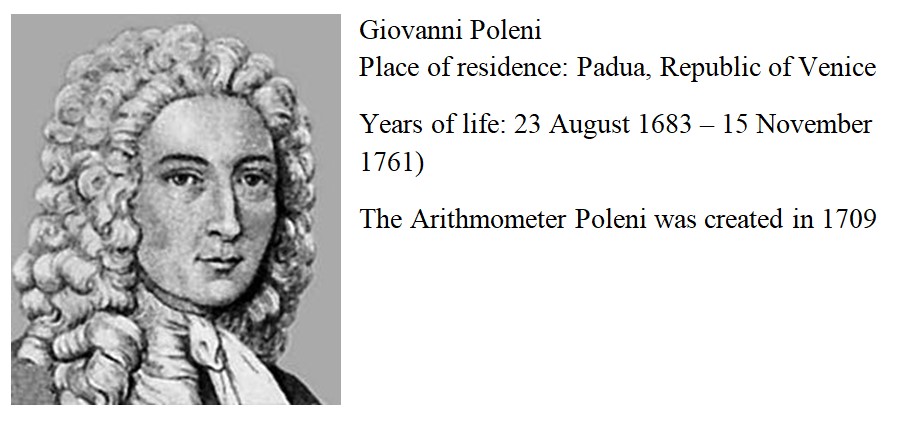 Giovanni Poleni
Place of residence: Padua, Republic of Venice
Years of life: 23 August 1683 – 15 November
1761)
The Arithmometer Poleni was created in 1709